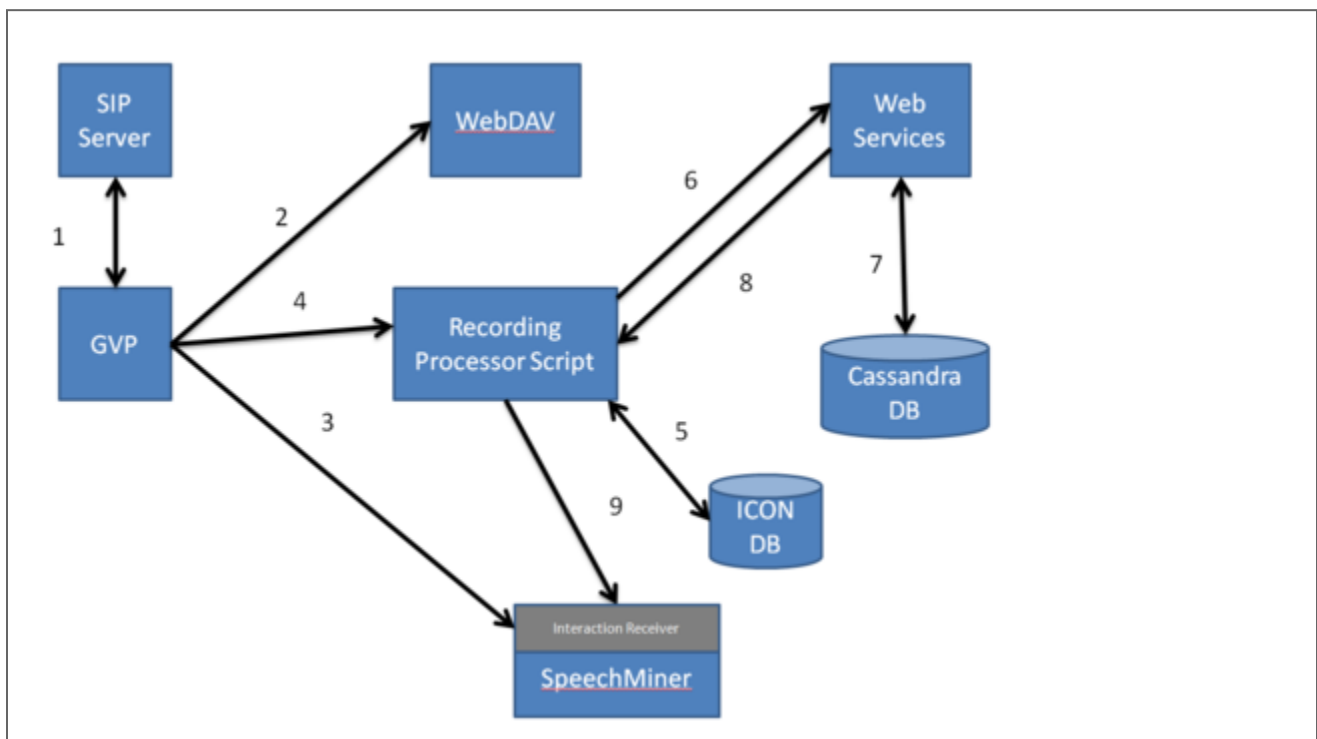 SIP
Server
WebDAV
Web
Services
6
2
1
8
7
4
GVP
Recording
Processor Script
Cassandra
DB
3
5
9
ICON
DB
Interaction Receiver
SpeechMiner